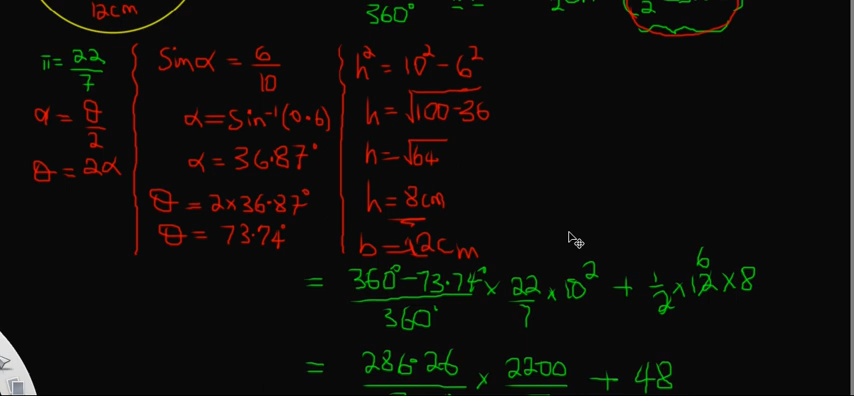 12cm
360°
2
π = 22/7
α = θ/2
θ = 2α
Sinα = 6/10
α = Sin⁻¹(0.6)
α = 36.87°
θ = 2×36.87°
θ = 73.74°
h² = 10² - 6²
h = √100-36
h = √64
h = 8cm
b = 12cm
= 360° - 73.74°/360° × 22/7 × 10² + 1/2 × 12 × 8
6
= 286.26 × 2200 + 48